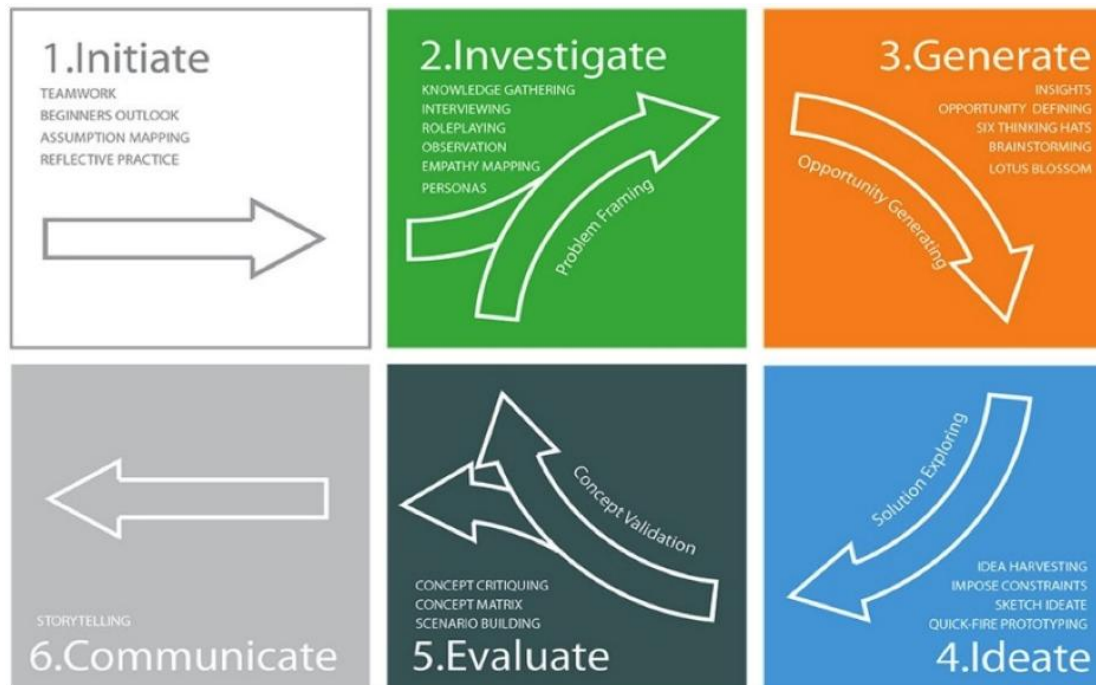 1.Initiate
TEAMWORK
BEGINNERS OUTLOOK
ASSUMPTION MAPPING
REFLECTIVE PRACTICE
2.Investigate
KNOWLEDGE GATHERING
INTERVIEWING
ROLEPLAYING
OBSERVATION
EMPATHY MAPPING
PERSONAS
Problem Framing
3.Generate
INSIGHTS
OPPORTUNITY DEFINING
SIX THINKING HATS
BRAINSTORMING
LOTUS BLOSSOM
Opportunity Generating
Solution Exploring
IDEA HARVESTING
IMPOSE CONSTRAINTS
SKETCH IDEATE
QUICK-FIRE PROTOTYPING
4.Ideate
Concept Validation
CONCEPT CRITIQUING
CONCEPT MATRIX
SCENARIO BUILDING
5.Evaluate
STORYTELLING
6.Communicate